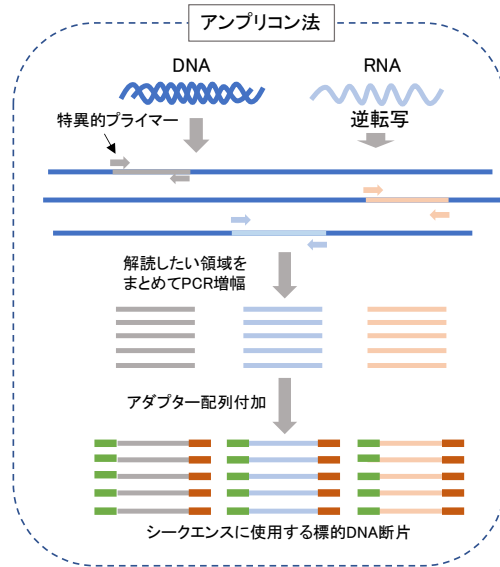 アンプリコン法
DNA
RNA
特異的プライマー
逆転写
解読したい領域を
まとめてPCR増幅
アダプター配列付加
シークエンスに使用する標的DNA断片